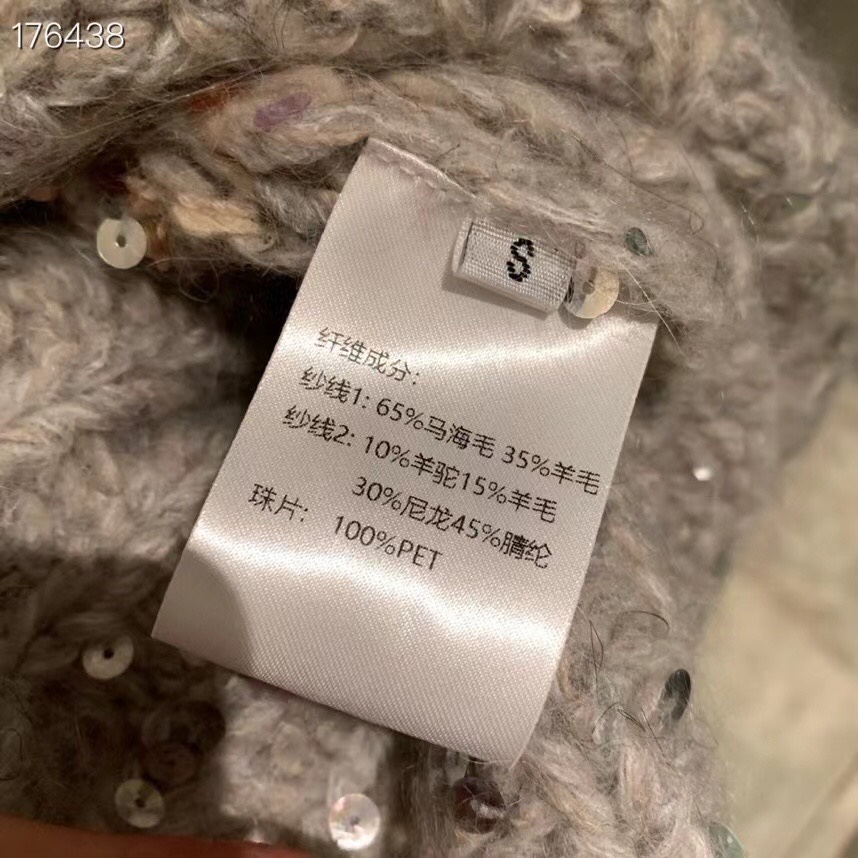 176438
S
纤维成分:
纱线1: 65%马海毛 35%羊毛
纱线2: 10%羊驼15%羊毛
30%尼龙45%腈纶
珠片: 100%PET